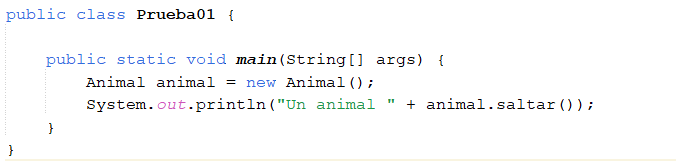 public class Prueba01 {
public static void main(String[] args) {
Animal animal = new Animal();
System.out.println("Un animal " + animal.saltar());
}
}